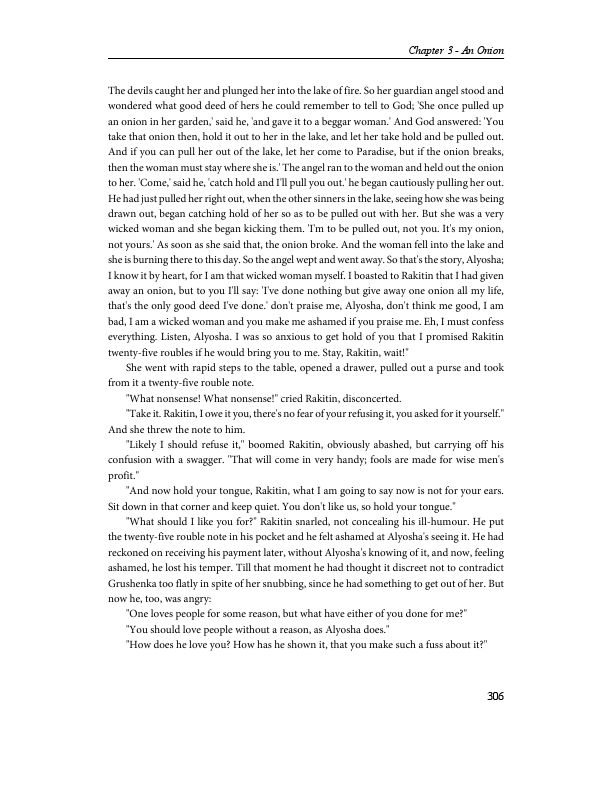 Chapter 3 - An Onion
The devils caught her and plunged her into the lake of fire. So her guardian angel stood and
wondered what good deed of hers he could remember to tell to God; 'She once pulled up
an onion in her garden,' said he, 'and gave it to a beggar woman.' And God answered: 'You
take that onion then, hold it out to her in the lake, and let her take hold and be pulled out.
And if you can pull her out of the lake, let her come to Paradise, but if the onion breaks,
then the woman must stay where she is.' The angel ran to the woman and held out the onion
to her. 'Come,' said he, 'catch hold and I'll pull you out.' he began cautiously pulling her out.
He had just pulled her right out, when the other sinners in the lake, seeing how she was being
drawn out, began catching hold of her so as to be pulled out with her. But she was a very
wicked woman and she began kicking them. 'I'm to be pulled out, not you. It's my onion,
not yours.' As soon as she said that, the onion broke. And the woman fell into the lake and
she is burning there to this day. So the angel wept and went away. So that's the story, Alyosha;
I know it by heart, for I am that wicked woman myself. I boasted to Rakitin that I had given
away an onion, but to you I'll say: 'I've done nothing but give away one onion all my life,
that's the only good deed I've done.' don't praise me, Alyosha, don't think me good, I am
bad, I am a wicked woman and you make me ashamed if you praise me. Eh, I must confess
everything. Listen, Alyosha. I was so anxious to get hold of you that I promised Rakitin
twenty-five roubles if he would bring you to me. Stay, Rakitin, wait!"
She went with rapid steps to the table, opened a drawer, pulled out a purse and took
from it a twenty-five rouble note.
"What nonsense! What nonsense!" cried Rakitin, disconcerted.
"Take it. Rakitin, I owe it you, there's no fear of your refusing it, you asked for it yourself."
And she threw the note to him.
"Likely I should refuse it," boomed Rakitin, obviously abashed, but carrying off his
confusion with a swagger. "That will come in very handy; fools are made for wise men's
profit."
"And now hold your tongue, Rakitin, what I am going to say now is not for your ears.
Sit down in that corner and keep quiet. You don't like us, so hold your tongue."
"What should I like you for?" Rakitin snarled, not concealing his ill-humour. He put
the twenty-five rouble note in his pocket and he felt ashamed at Alyosha's seeing it. He had
reckoned on receiving his payment later, without Alyosha's knowing of it, and now, feeling
ashamed, he lost his temper. Till that moment he had thought it discreet not to contradict
Grushenka too flatly in spite of her snubbing, since he had something to get out of her. But
now he, too, was angry:
"One loves people for some reason, but what have either of you done for me?"
"You should love people without a reason, as Alyosha does."
"How does he love you? How has he shown it, that you make such a fuss about it?"
306